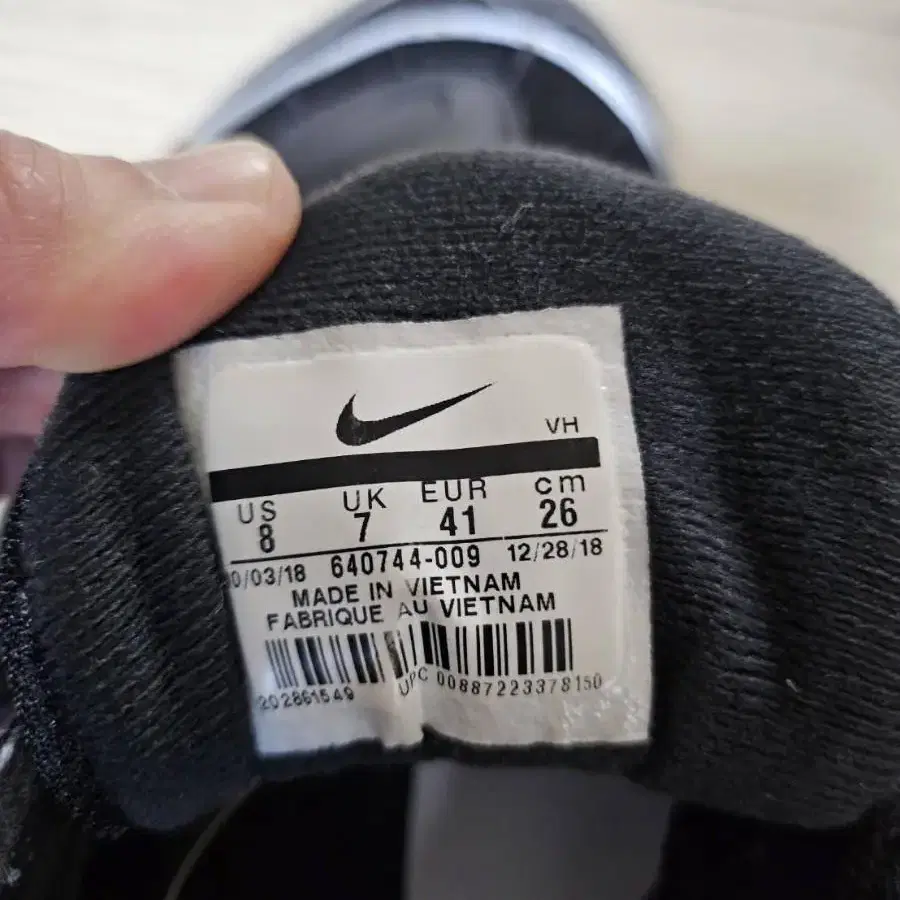 VH
US UK EUR cm
8 7 41 26
0/03/18 640744-009 12/28/18
MADE IN VIETNAM
FABRIQUE AU VIETNAM
202861549 UPC 00887223378150